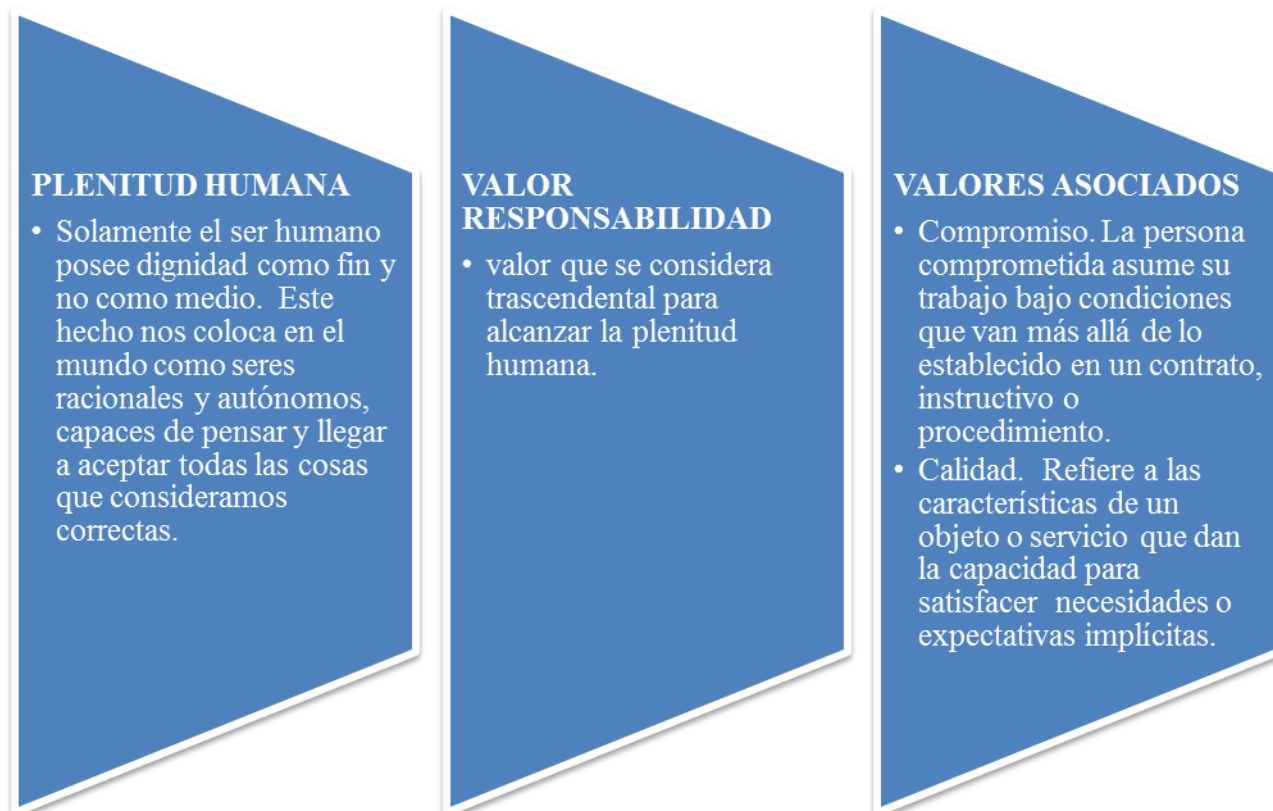 PLENITUD HUMANA
• Solamente el ser humano
posee dignidad como fin y
no como medio.  Este
hecho nos coloca en el
mundo como seres
racionales y autónomos,
capaces de pensar y llegar
a aceptar todas las cosas
que consideramos
correctas.
VALOR
RESPONSABILIDAD
• valor que se considera
trascendental para
alcanzar la plenitud
humana.
VALORES ASOCIADOS
• Compromiso. La persona
comprometida asume su
trabajo bajo condiciones
que van más allá de lo
establecido en un contrato,
instructivo o
procedimiento.
• Calidad.  Refiere a las
características de un
objeto o servicio que dan
la capacidad para
satisfacer  necesidades o
expectativas implícitas.